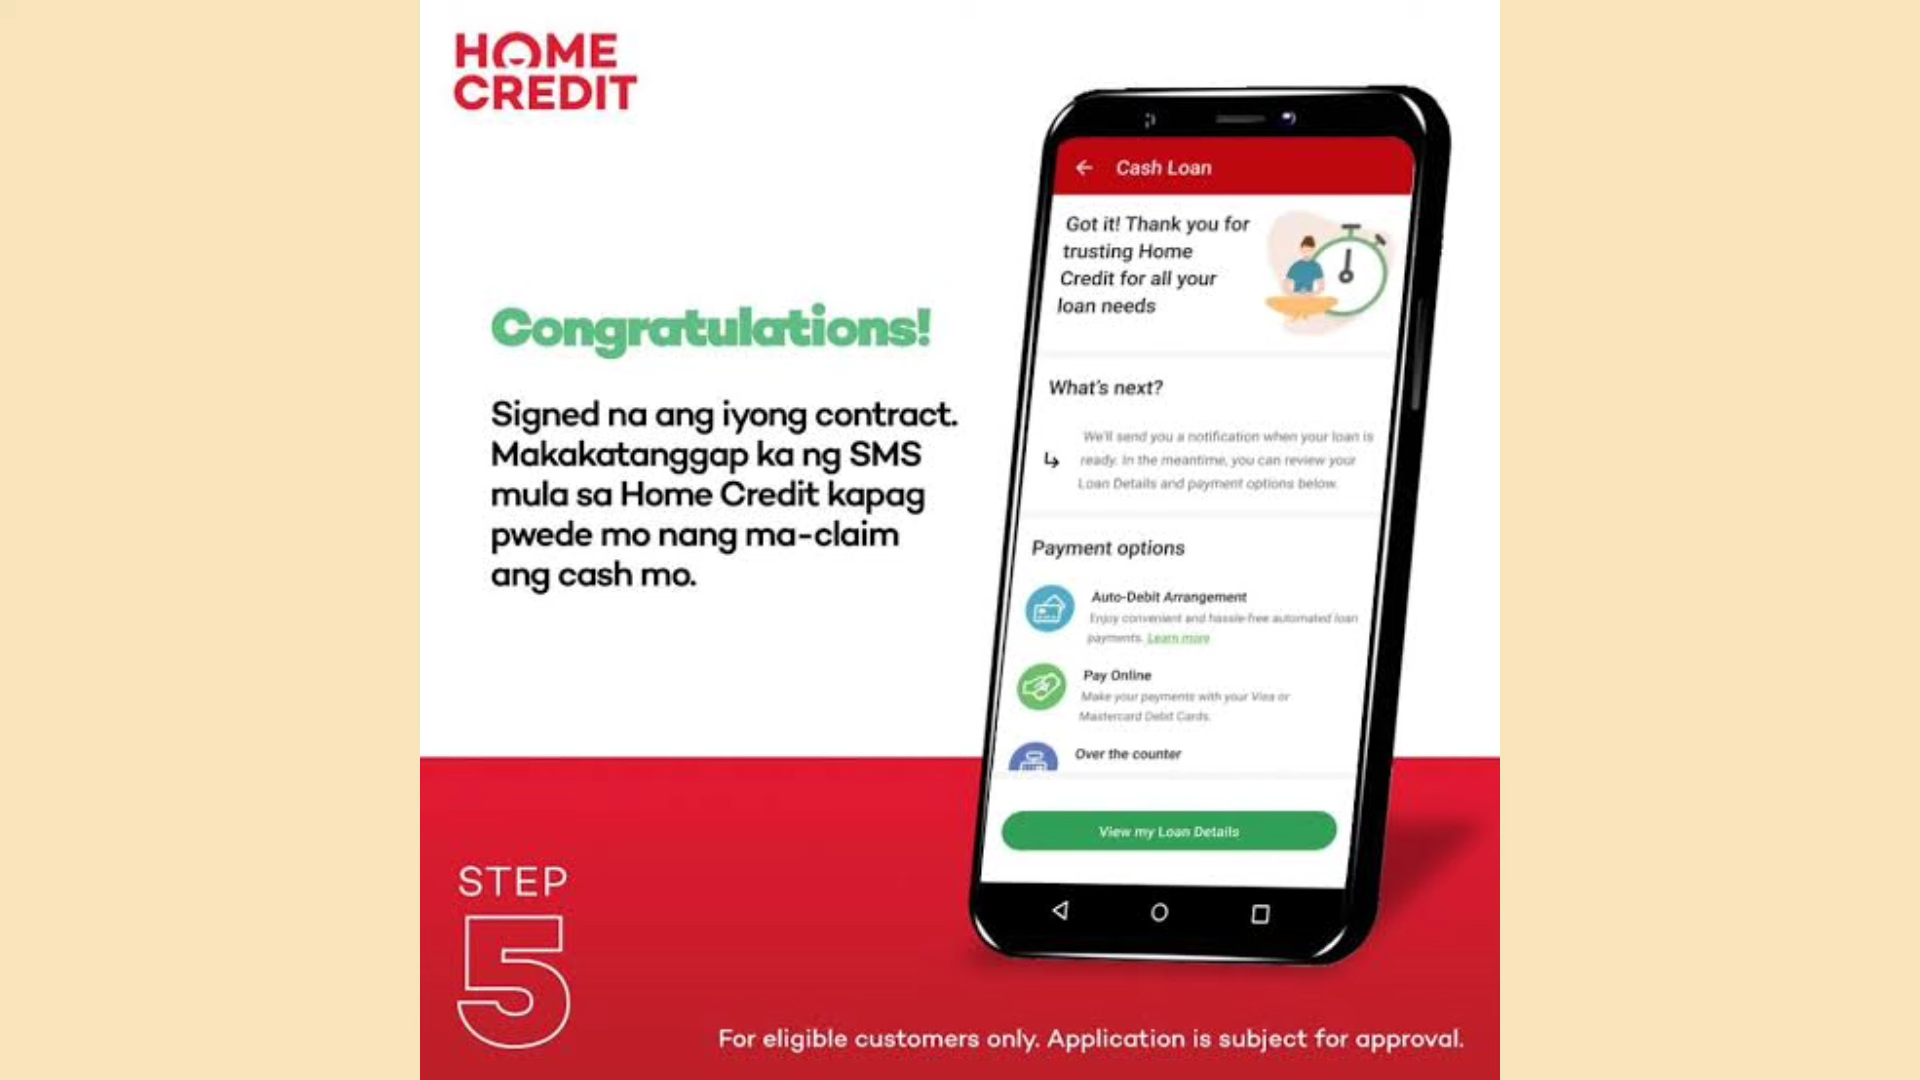 HOME
CREDIT
Congratulations!
Signed na ang iyong contract.
Makakatanggap ka ng SMS
mula sa Home Credit kapag
pwede mo nang ma-claim
ang cash mo.
Cash Loan
Got it! Thank you for
trusting Home
Credit for all your
loan needs
What's next?
We'll send you a notification when your loan is
ready. In the meantime, you can review your
Loan Details and payment options below.
Payment options
Auto-Debit Arrangement
Enjoy convenient and hassle-free automated loan
payments. Learn more
Pay Online
Make your payments with your Visa or
Mastercard Debit Cards.
Over the counter
View my Loan Details
STEP
5
For eligible customers only. Application is subject for approval.